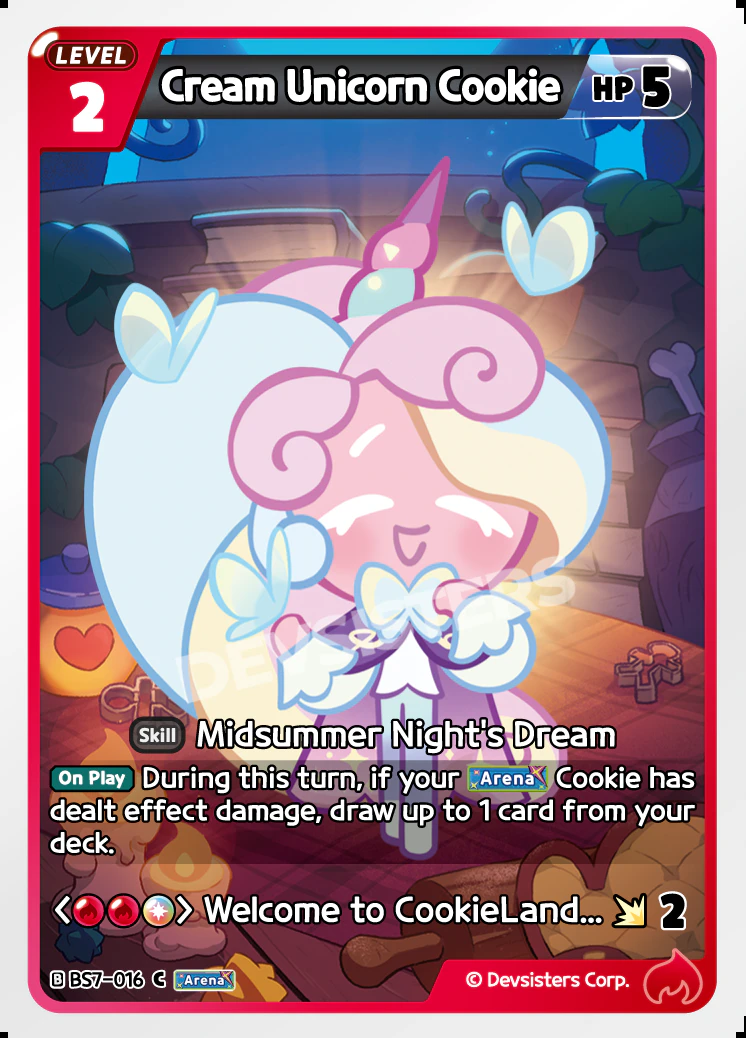 LEVEL
2
Cream Unicorn Cookie
HP 5
DEVSISTERS
Skill Midsummer Night's Dream
On Play During this turn, if your Arena Cookie has
dealt effect damage, draw up to 1 card from your
deck.
< > Welcome to CookieLand... 2
B BS7-016 C Arena
© Devsisters Corp.